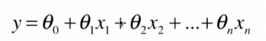 y = θ₀ + θ₁x₁ + θ₂x₂ + ... + θₙxₙ